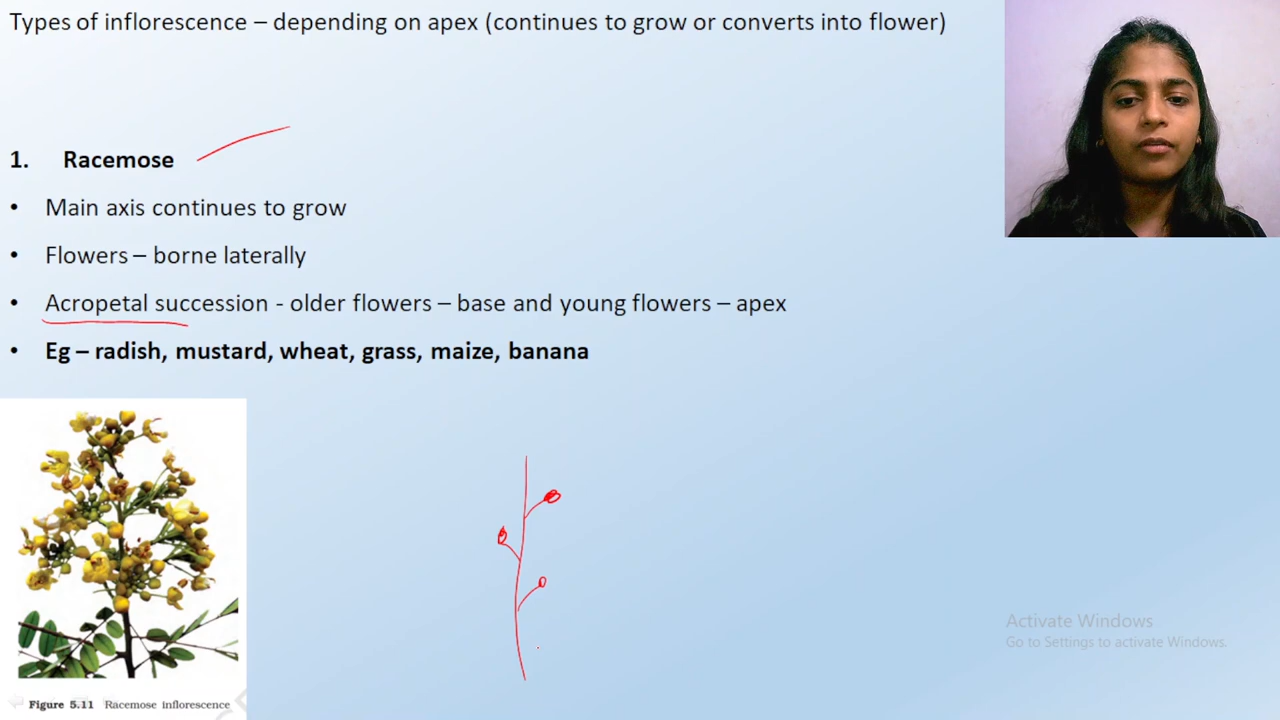 Types of inflorescence – depending on apex (continues to grow or converts into flower)
1. Racemose
• Main axis continues to grow
• Flowers – borne laterally
• Acropetal succession - older flowers – base and young flowers – apex
• Eg – radish, mustard, wheat, grass, maize, banana
Activate Windows
Go to Settings to activate Windows.
Figure 5.11 Racemose inflorescence